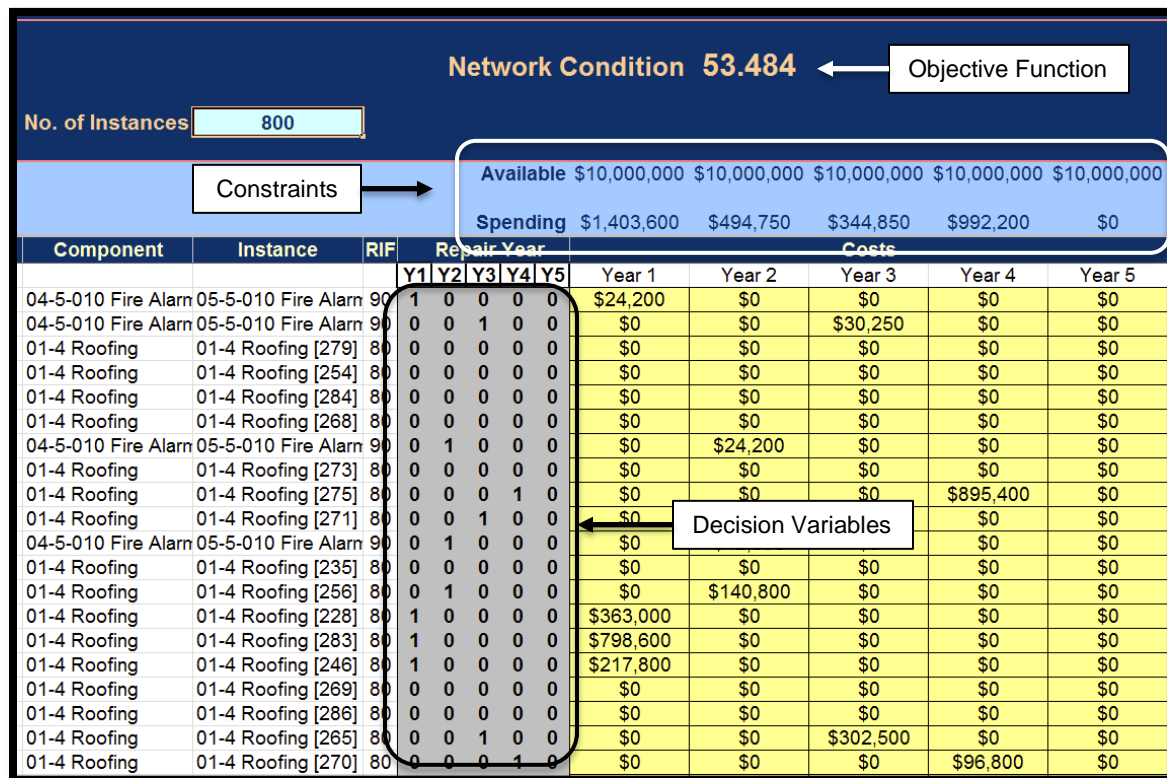 Network Condition 53.484
Objective Function
No. of Instances 800
Constraints
Available $10,000,000 $10,000,000 $10,000,000 $10,000,000 $10,000,000
Spending $1,403,600 $494,750 $344,850 $992,200 $0
Component Instance RIF Repair Year Costs
Y1 Y2 Y3 Y4 Y5 Year 1 Year 2 Year 3 Year 4 Year 5
04-5-010 Fire Alarm 05-5-010 Fire Alarm 90 1 0 0 0 0 $24,200 $0 $0 $0 $0
04-5-010 Fire Alarm 05-5-010 Fire Alarm 90 0 0 1 0 0 $0 $0 $30,250 $0 $0
01-4 Roofing 01-4 Roofing [279] 80 0 0 0 0 0 $0 $0 $0 $0 $0
01-4 Roofing 01-4 Roofing [254] 80 0 0 0 0 0 $0 $0 $0 $0 $0
01-4 Roofing 01-4 Roofing [284] 80 0 0 0 0 0 $0 $0 $0 $0 $0
01-4 Roofing 01-4 Roofing [268] 80 0 0 0 0 0 $0 $0 $0 $0 $0
04-5-010 Fire Alarm 05-5-010 Fire Alarm 90 0 1 0 0 0 $0 $24,200 $0 $0 $0
01-4 Roofing 01-4 Roofing [273] 80 0 0 0 0 0 $0 $0 $0 $0 $0
01-4 Roofing 01-4 Roofing [275] 80 0 0 0 1 0 $0 $0 $0 $895,400 $0
01-4 Roofing 01-4 Roofing [271] 80 0 0 1 0 0 $0 $0 $0
Decision Variables
04-5-010 Fire Alarm 05-5-010 Fire Alarm 90 0 1 0 0 0 $0 $0 $0
01-4 Roofing 01-4 Roofing [235] 80 0 0 0 0 0 $0 $0 $0 $0 $0
01-4 Roofing 01-4 Roofing [256] 80 0 1 0 0 0 $0 $140,800 $0 $0 $0
01-4 Roofing 01-4 Roofing [228] 80 1 0 0 0 0 $363,000 $0 $0 $0 $0
01-4 Roofing 01-4 Roofing [283] 80 1 0 0 0 0 $798,600 $0 $0 $0 $0
01-4 Roofing 01-4 Roofing [246] 80 1 0 0 0 0 $217,800 $0 $0 $0 $0
01-4 Roofing 01-4 Roofing [269] 80 0 0 0 0 0 $0 $0 $0 $0 $0
01-4 Roofing 01-4 Roofing [286] 80 0 0 0 0 0 $0 $0 $0 $0 $0
01-4 Roofing 01-4 Roofing [265] 80 0 0 1 0 0 $0 $0 $302,500 $0 $0
01-4 Roofing 01-4 Roofing [270] 80 0 0 0 1 0 $0 $0 $0 $96,800 $0